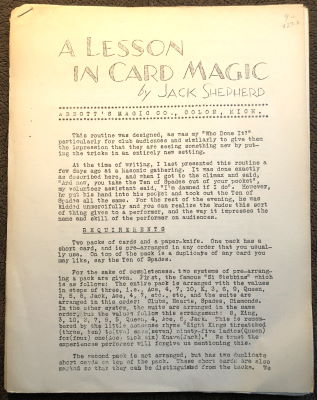 A LESSON
IN CARD MAGIC
by JACK SHEPHERD
ABBOTT'S MAGIC CO., COLON, MICH.
This routine was designed, as was my "Who Done It?"
particularly for club audiences and similarly to give them
the impression that they are seeing something new by put-
ting the tricks in an entirely new setting.
At the time of writing, I last presented this routine a
few days ago at a Masonic gathering. It was done exactly
as described here, and when I got to the climax and said,
"And now, you take the Ten of Spades out of your pocket",
my volunteer assistant said, "I'm damned if I do". However,
he put his hand into his pocket and took out the Ten of
Spades all the same. For the rest of the evening, he was
kidded unmercifully and you can realize the kudos this sort
of thing gives to a performer, and the way it impresses the
name and skill of the performer on audiences.
REQUIREMENTS
Two packs of cards and a paper-knife. One pack has a
short card, and is pre-arranged in any order that you usual-
ly use. On top of the pack is a duplicate of any card you
may like, say the Ten of Spades.
For the sake of completeness, two systems of pre-arrang-
ing a pack are given. First, the famous "Si Stebbins" which
is as follows: The entire pack is arranged with the values
in steps of three, i.e., Ace, 4, 7, 10, K, 3, 6, 9, Queen,
2, 5, 8, Jack, Ace, 4, 7, etc., etc., and the suits are
arranged in this order: Clubs, Hearts, Spades, Diamonds.
In the other system, the suits are arranged in the same
order, but the values follow this arrangement: 8, King,
3, 10, 2, 7, 9, 5, Queen, 4, Ace, 6, Jack. This is remem-
bered by the little nonsense rhyme "Eight Kings threatened
(three, ten) to(two) save(seven) ninety-five ladies(Queen)
for(four) one(Ace) sick(six) Knave(Jack)." We trust the
experienced performer will forgive us mentioning this.
The second pack is not arranged, but has two duplicate
short cards on top of the pack. These short cards are also
marked so that they can be distinguished from the backs. We